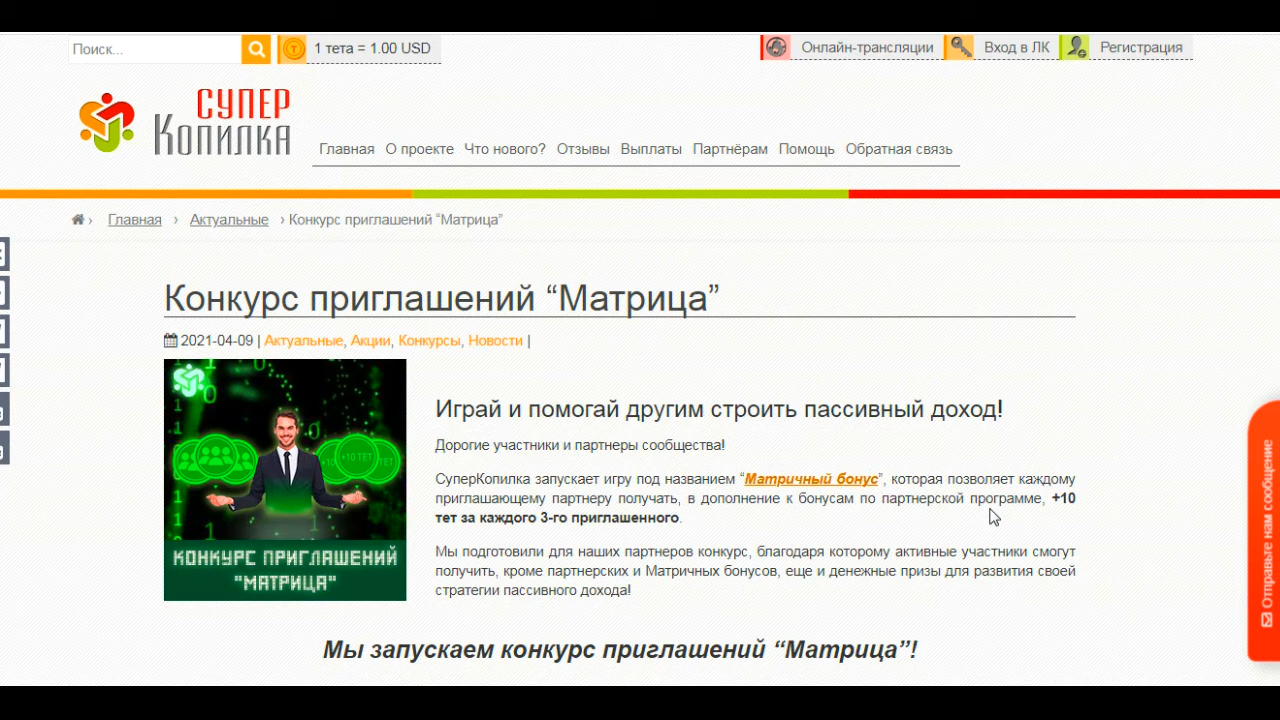 Поиск...
1 тета = 1.00 USD
Онлайн-трансляции
Вход в ЛК
Регистрация
СУПЕР
КОПИЛКА
Главная О проекте Что нового? Отзывы Выплаты Партнёрам Помощь Обратная связь
› Главная › Актуальные › Конкурс приглашений “Матрица”
Конкурс приглашений “Матрица”
2021-04-09 | Актуальные, Акции, Конкурсы, Новости |
+10 ТЕТ
ТЕТ
КОНКУРС ПРИГЛАШЕНИЙ
"МАТРИЦА"
Играй и помогай другим строить пассивный доход!
Дорогие участники и партнеры сообщества!
СуперКопилка запускает игру под названием “Матричный бонус”, которая позволяет каждому
приглашающему партнеру получать, в дополнение к бонусам по партнерской программе, +10
тет за каждого 3-го приглашенного.
Мы подготовили для наших партнеров конкурс, благодаря которому активные участники смогут
получить, кроме партнерских и Матричных бонусов, еще и денежные призы для развития своей
стратегии пассивного дохода!
Мы запускаем конкурс приглашений “Матрица”!
Отправьте нам сообщение